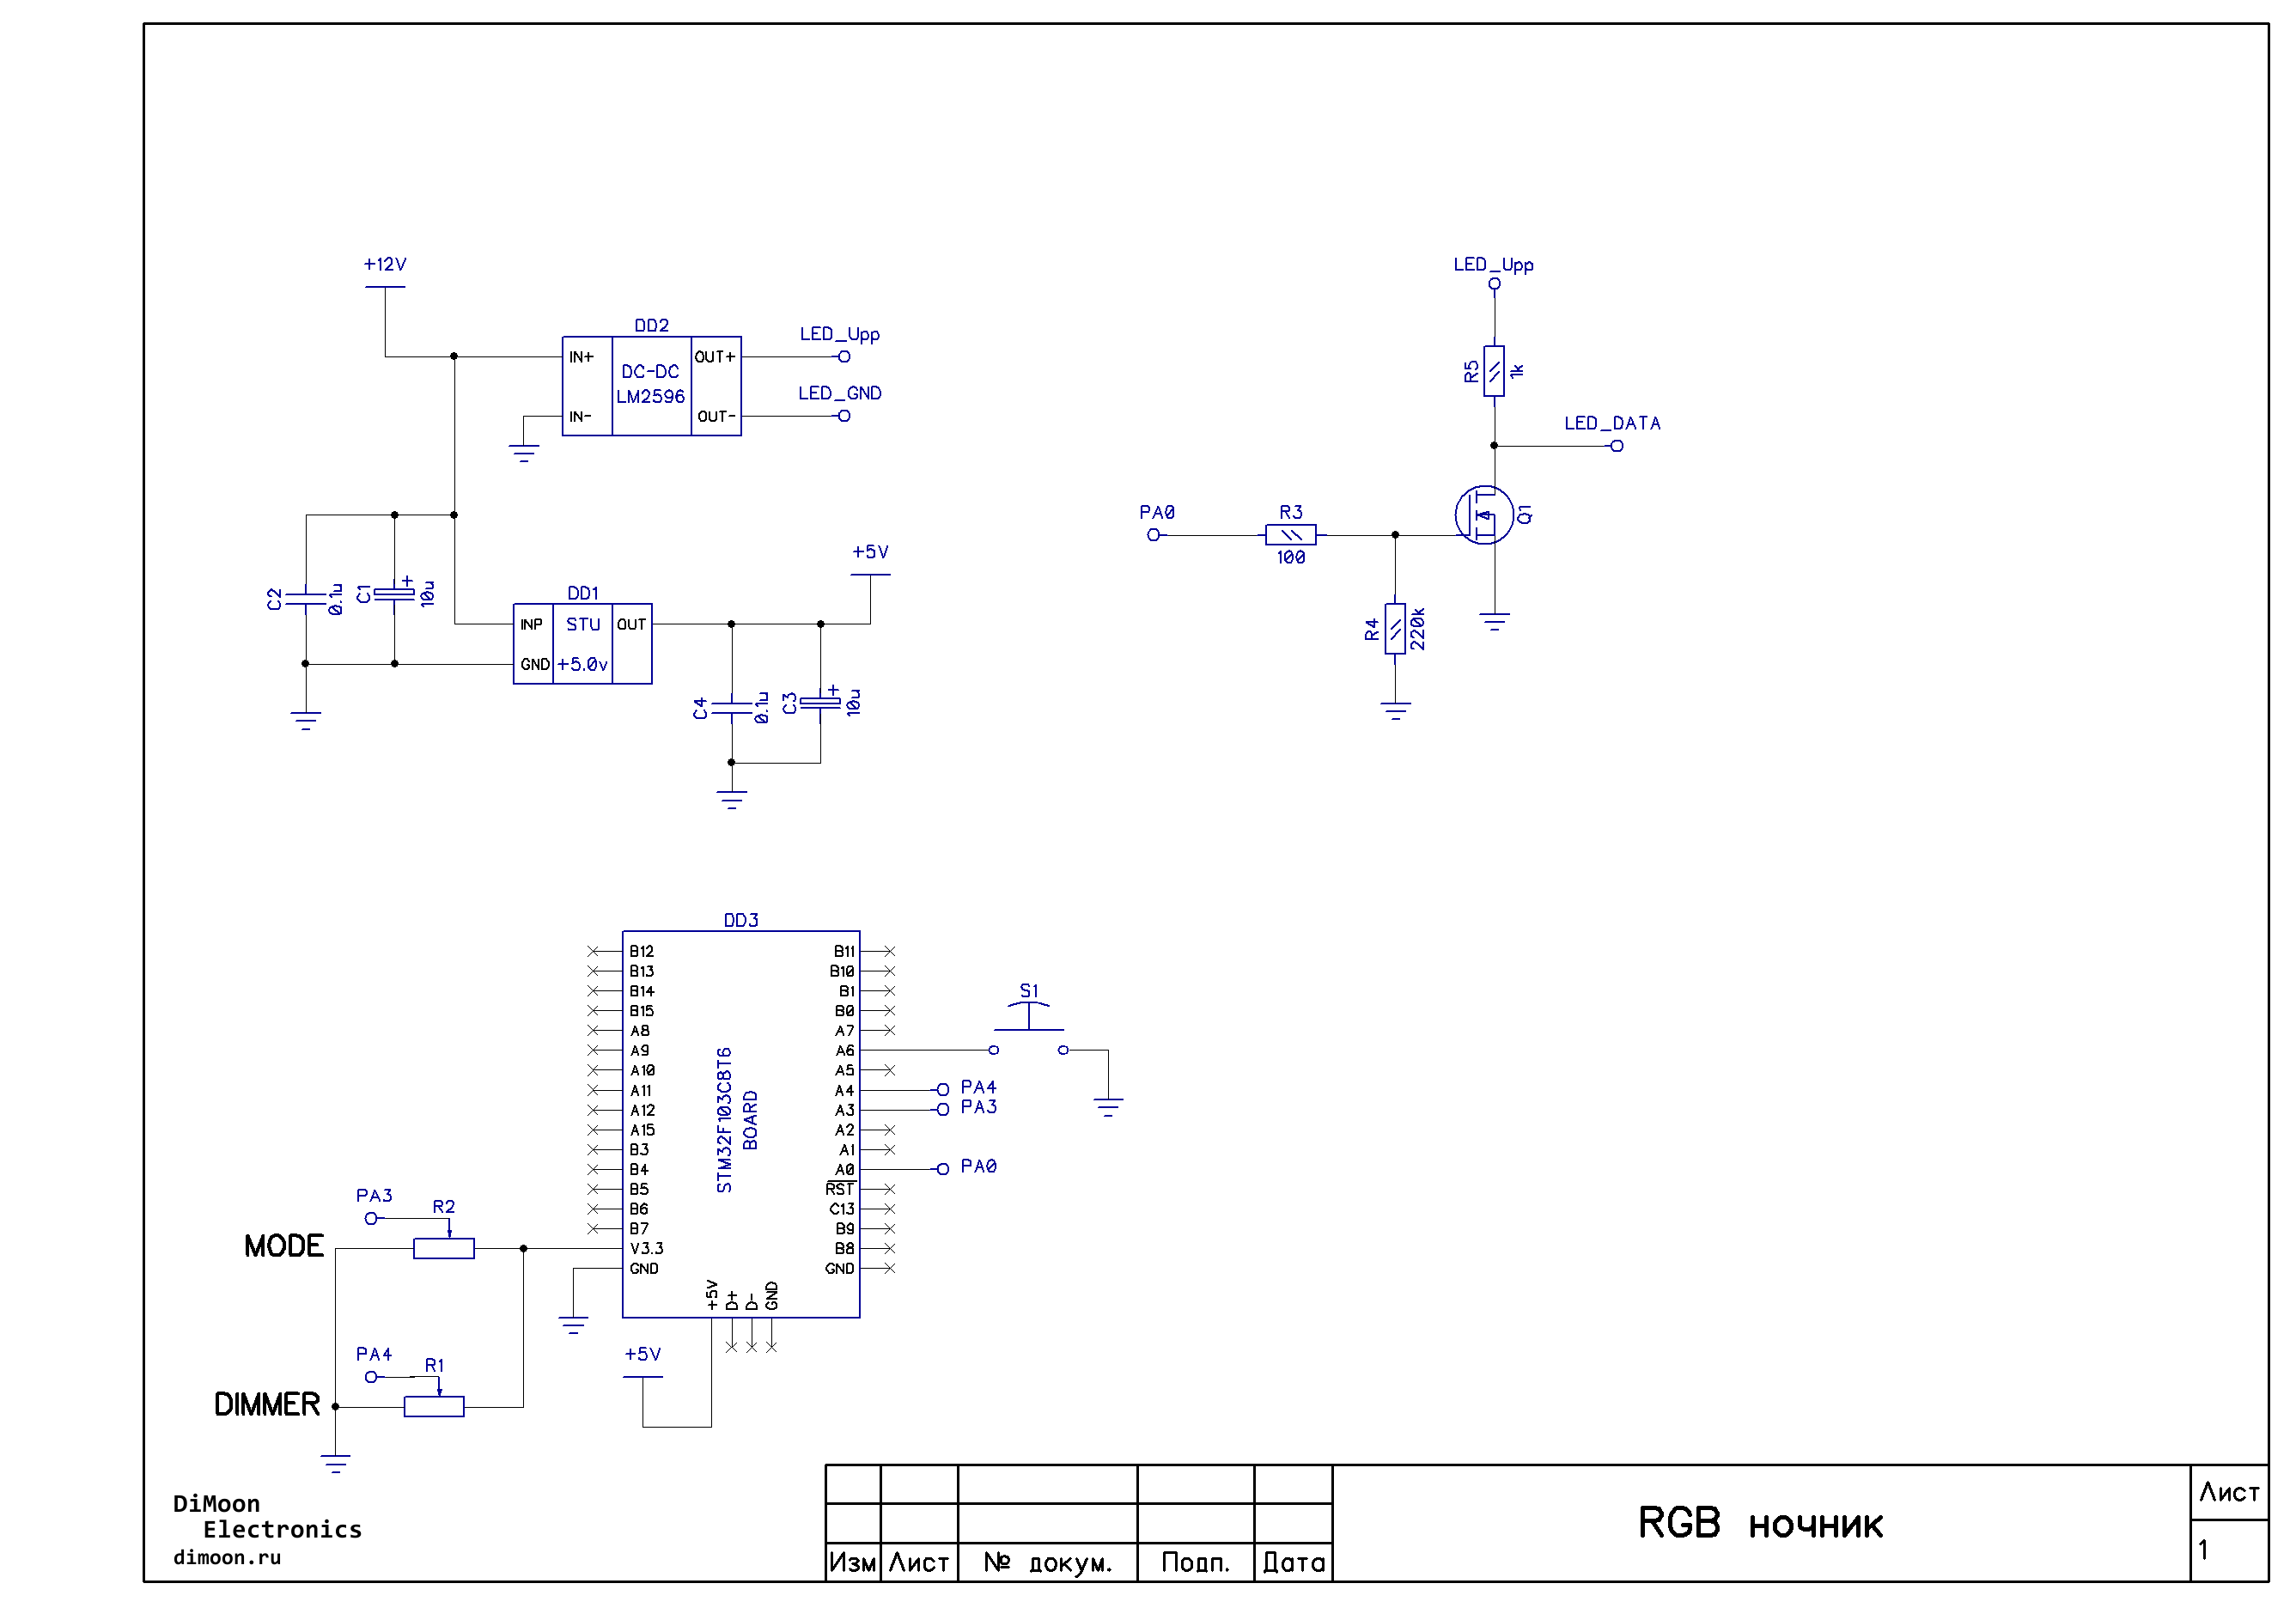 +12V
DD2
IN+
OUT+
DC-DC
LM2596
IN-
OUT-
LED_Upp
LED_GND
C2
0.1u
C1
+
10u
DD1
INP
STU
OUT
GND
+5.0v
+5V
C4
0.1u
C3
+
10u
LED_Upp
R5
1k
LED_DATA
Q1
PA0
R3
100
R4
220k
DD3
B12
B13
B14
B15
A8
A9
A10
A11
A12
A15
B3
B4
B5
B6
B7
V3.3
GND
STM32F103CBT6
BOARD
B11
B10
B1
B0
A7
A6
A5
A4
A3
A2
A1
A0
RST
C13
B9
B8
GND
+5V
D+
D-
GND
S1
PA4
PA3
PA0
PA3
R2
MODE
PA4
R1
DIMMER
+5V
DiMoon
Electronics
dimoon.ru
Изм Лист № докум. Подп. Дата
RGB ночник
Лист
1